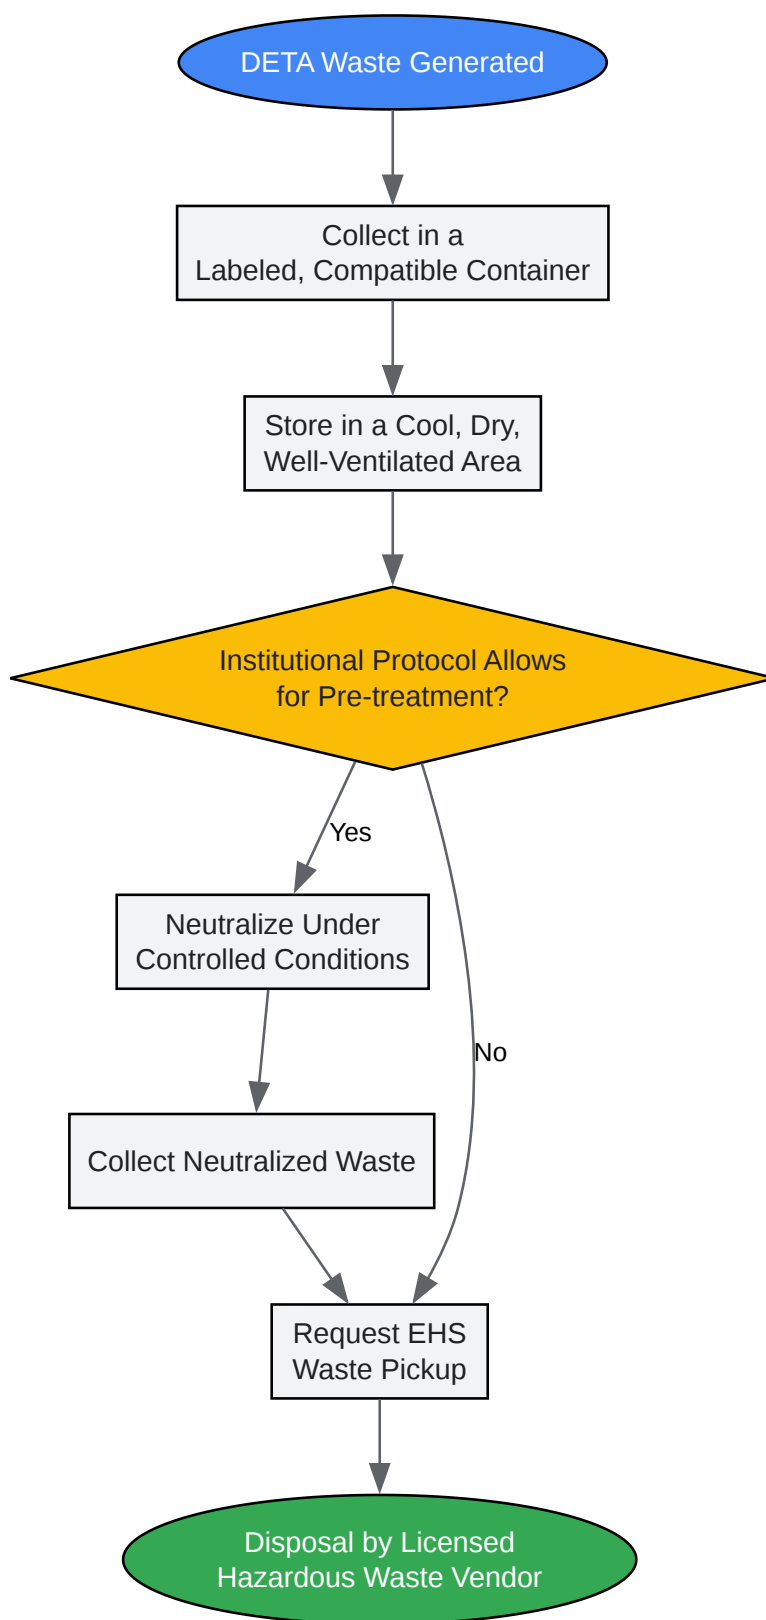 DETA Waste Generated
Collect in a
Labeled, Compatible Container
Store in a Cool, Dry,
Well-Ventilated Area
Institutional Protocol Allows
for Pre-treatment?
Yes
Neutralize Under
Controlled Conditions
No
Collect Neutralized Waste
Request EHS
Waste Pickup
Disposal by Licensed
Hazardous Waste Vendor